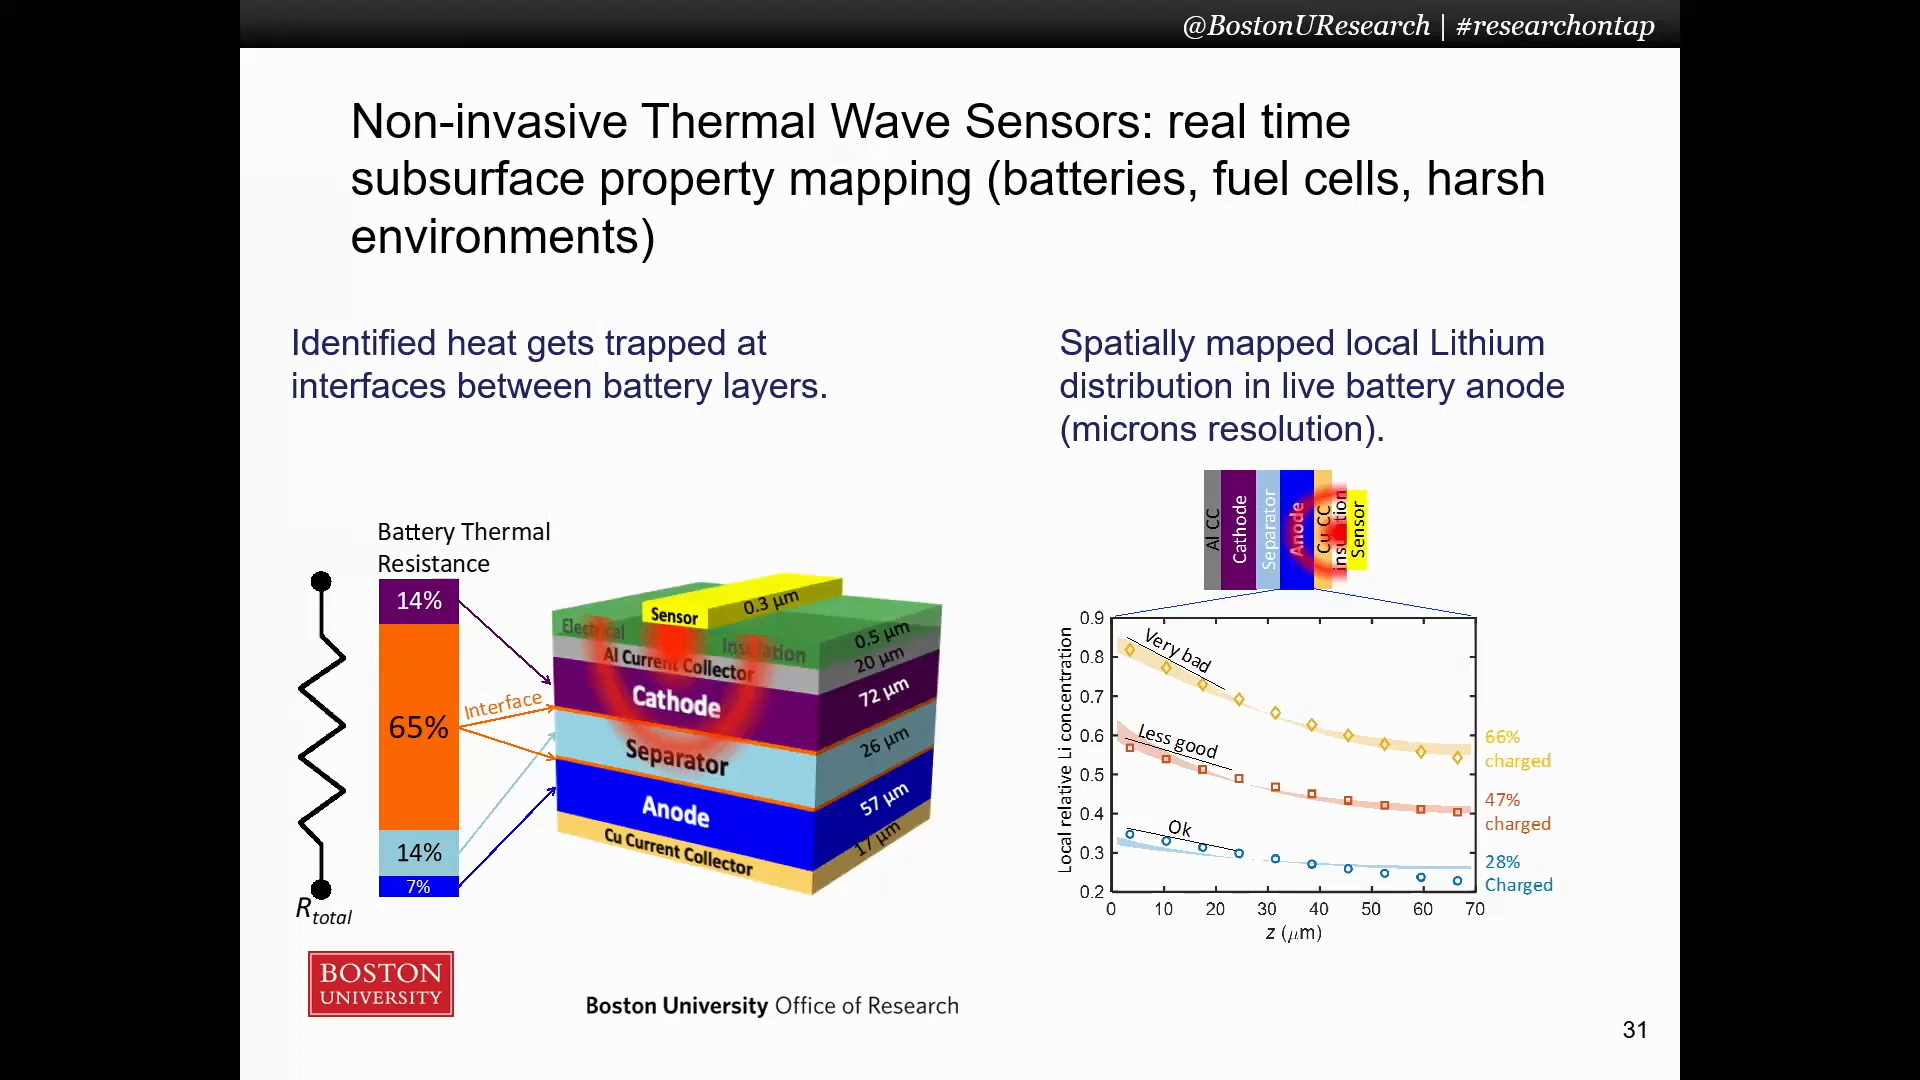 @BostonUResearch | #researchontap
Non-invasive Thermal Wave Sensors: real time
subsurface property mapping (batteries, fuel cells, harsh
environments)
Identified heat gets trapped at
interfaces between battery layers.
Battery Thermal
Resistance
14%
65%
14%
7%
Interface
R total
Sensor
0.3 μm
Electrical Insulation
0.5 μm
Al Current Collector
20 μm
Cathode
72 μm
Separator
26 μm
Anode
57 μm
Cu Current Collector
17 μm
Spatially mapped local Lithium
distribution in live battery anode
(microns resolution).
Al CC
Cathode
Separator
Anode
Cu CC
insulation
Sensor
Local relative Li concentration
0.9
0.8
0.7
0.6
0.5
0.4
0.3
0.2
Very bad
Less good
Ok
66%
charged
47%
charged
28%
Charged
0 10 20 30 40 50 60 70
z (μm)
BOSTON
UNIVERSITY
Boston University Office of Research
31